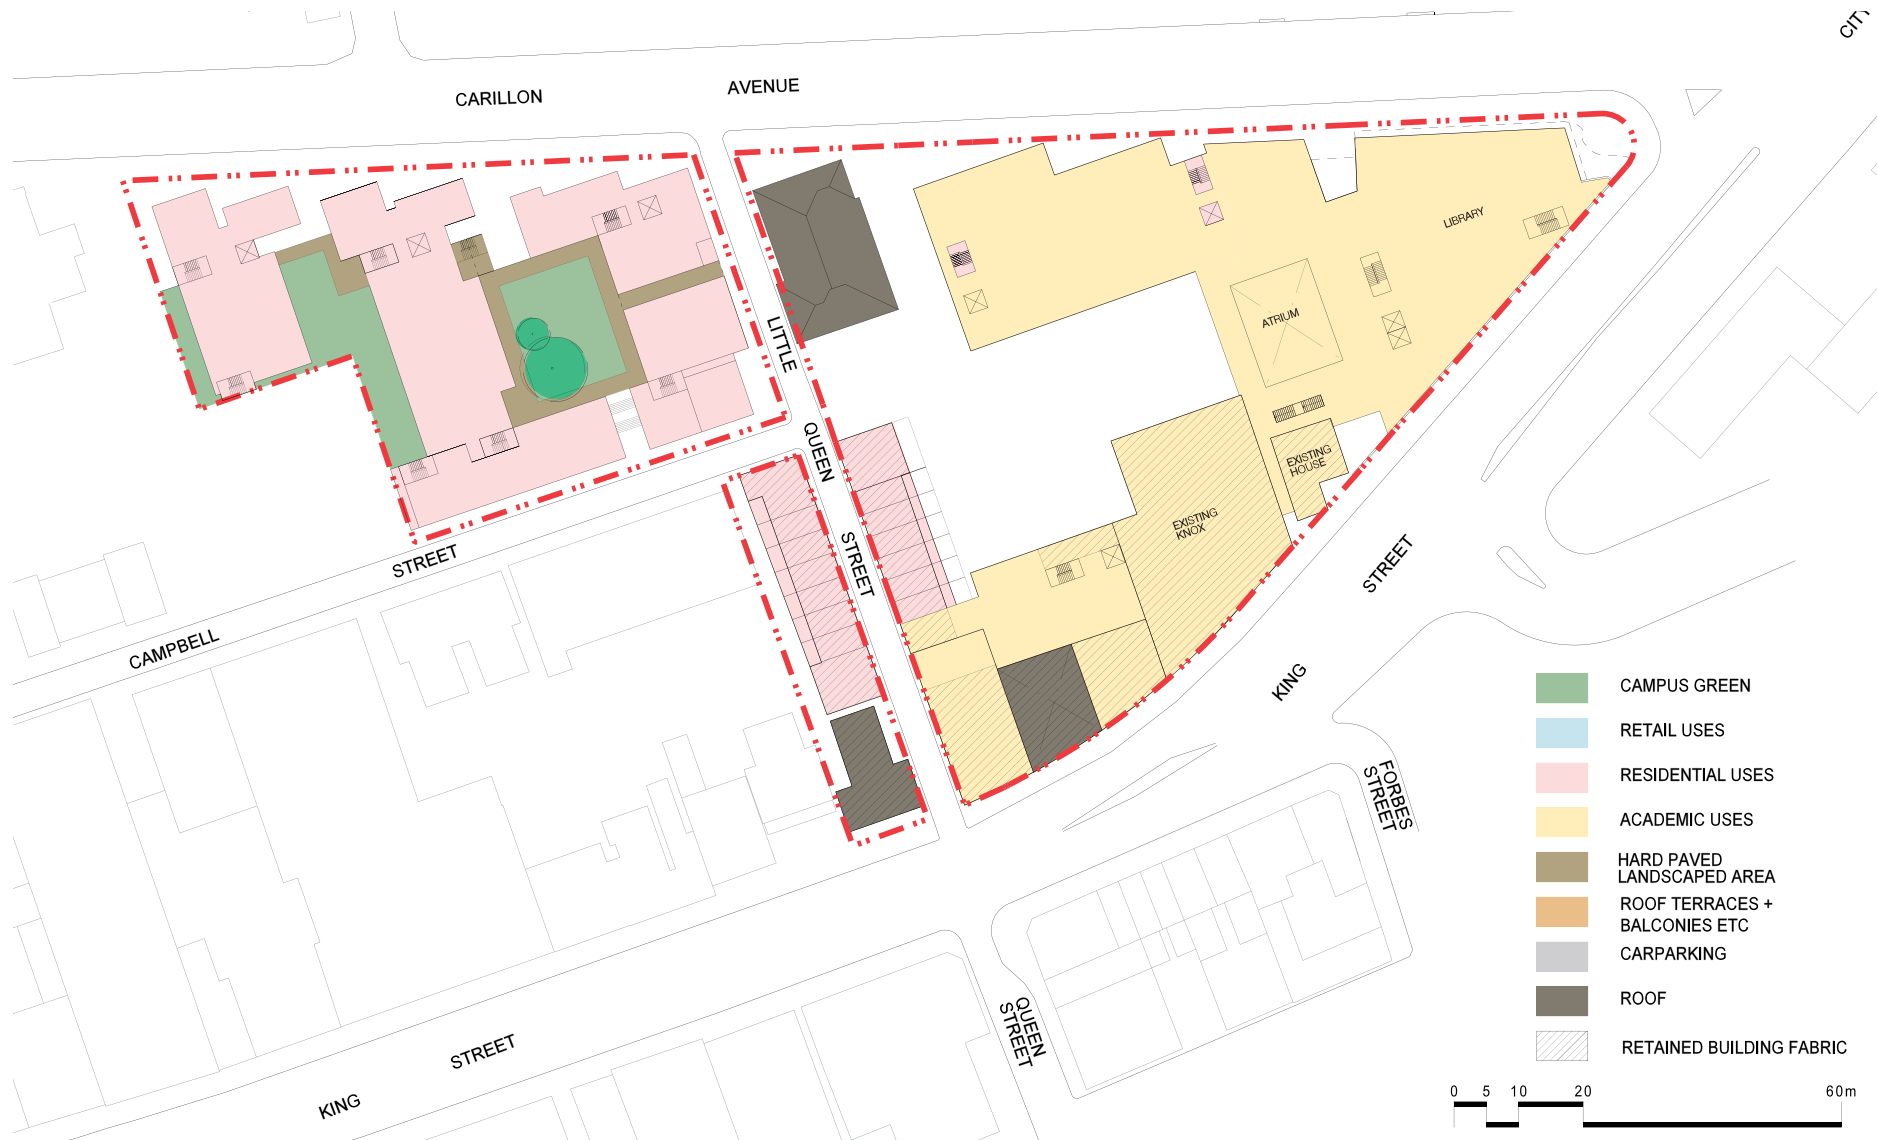 CITY
CARILLON
AVENUE
LIBRARY
ATRIUM
LITTLE
QUEEN
STREET
EXISTING
HOUSE
EXISTING
KNOX
STREET
CAMPBELL
STREET
KING
FORBES
STREET
QUEEN
STREET
STREET
KING
CAMPUS GREEN
RETAIL USES
RESIDENTIAL USES
ACADEMIC USES
HARD PAVED
LANDSCAPED AREA
ROOF TERRACES +
BALCONIES ETC
CARPARKING
ROOF
RETAINED BUILDING FABRIC
0 5 10 20 60m